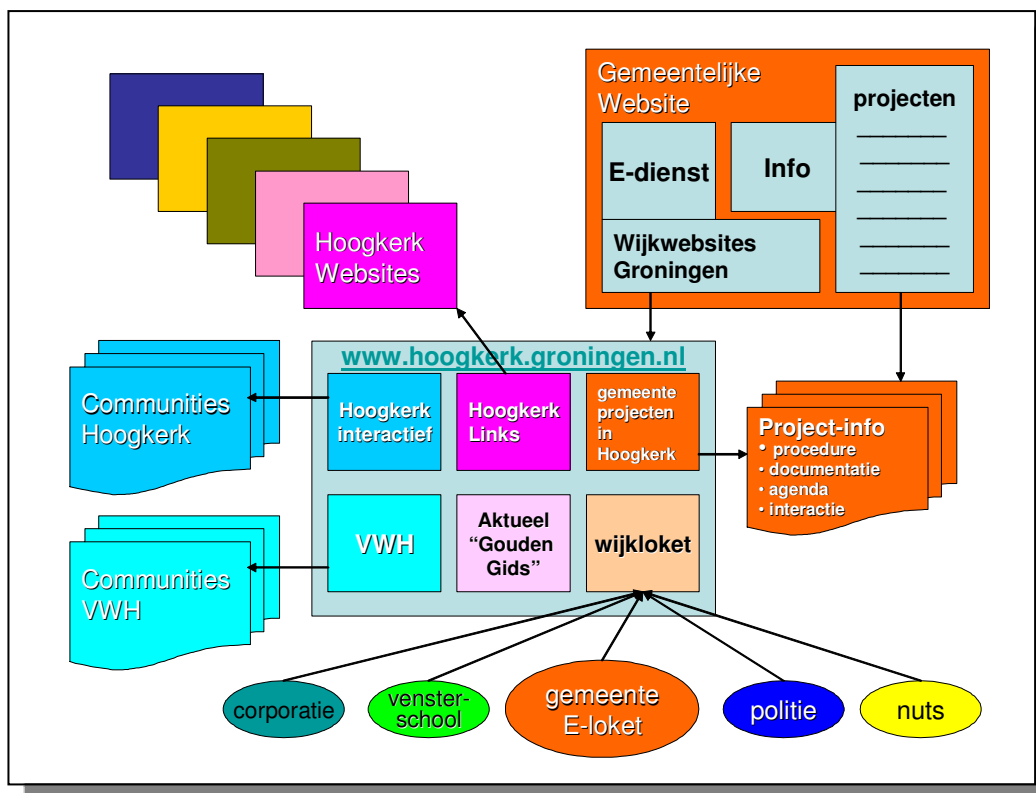 Gemeentelijke
Website
projecten
E-dienst
Info
Wijkwebsites
Groningen
Hoogkerk
Websites
www.hoogkerk.groningen.nl
Communities
Hoogkerk
Hoogkerk
interactief
Hoogkerk
Links
gemeente
projecten
in
Hoogkerk
Project-info
• procedure
• documentatie
• agenda
• interactie
Communities
VWH
VWH
Aktueel
“Gouden
Gids”
wijkloket
corporatie
venster-
school
gemeente
E-loket
politie
nuts